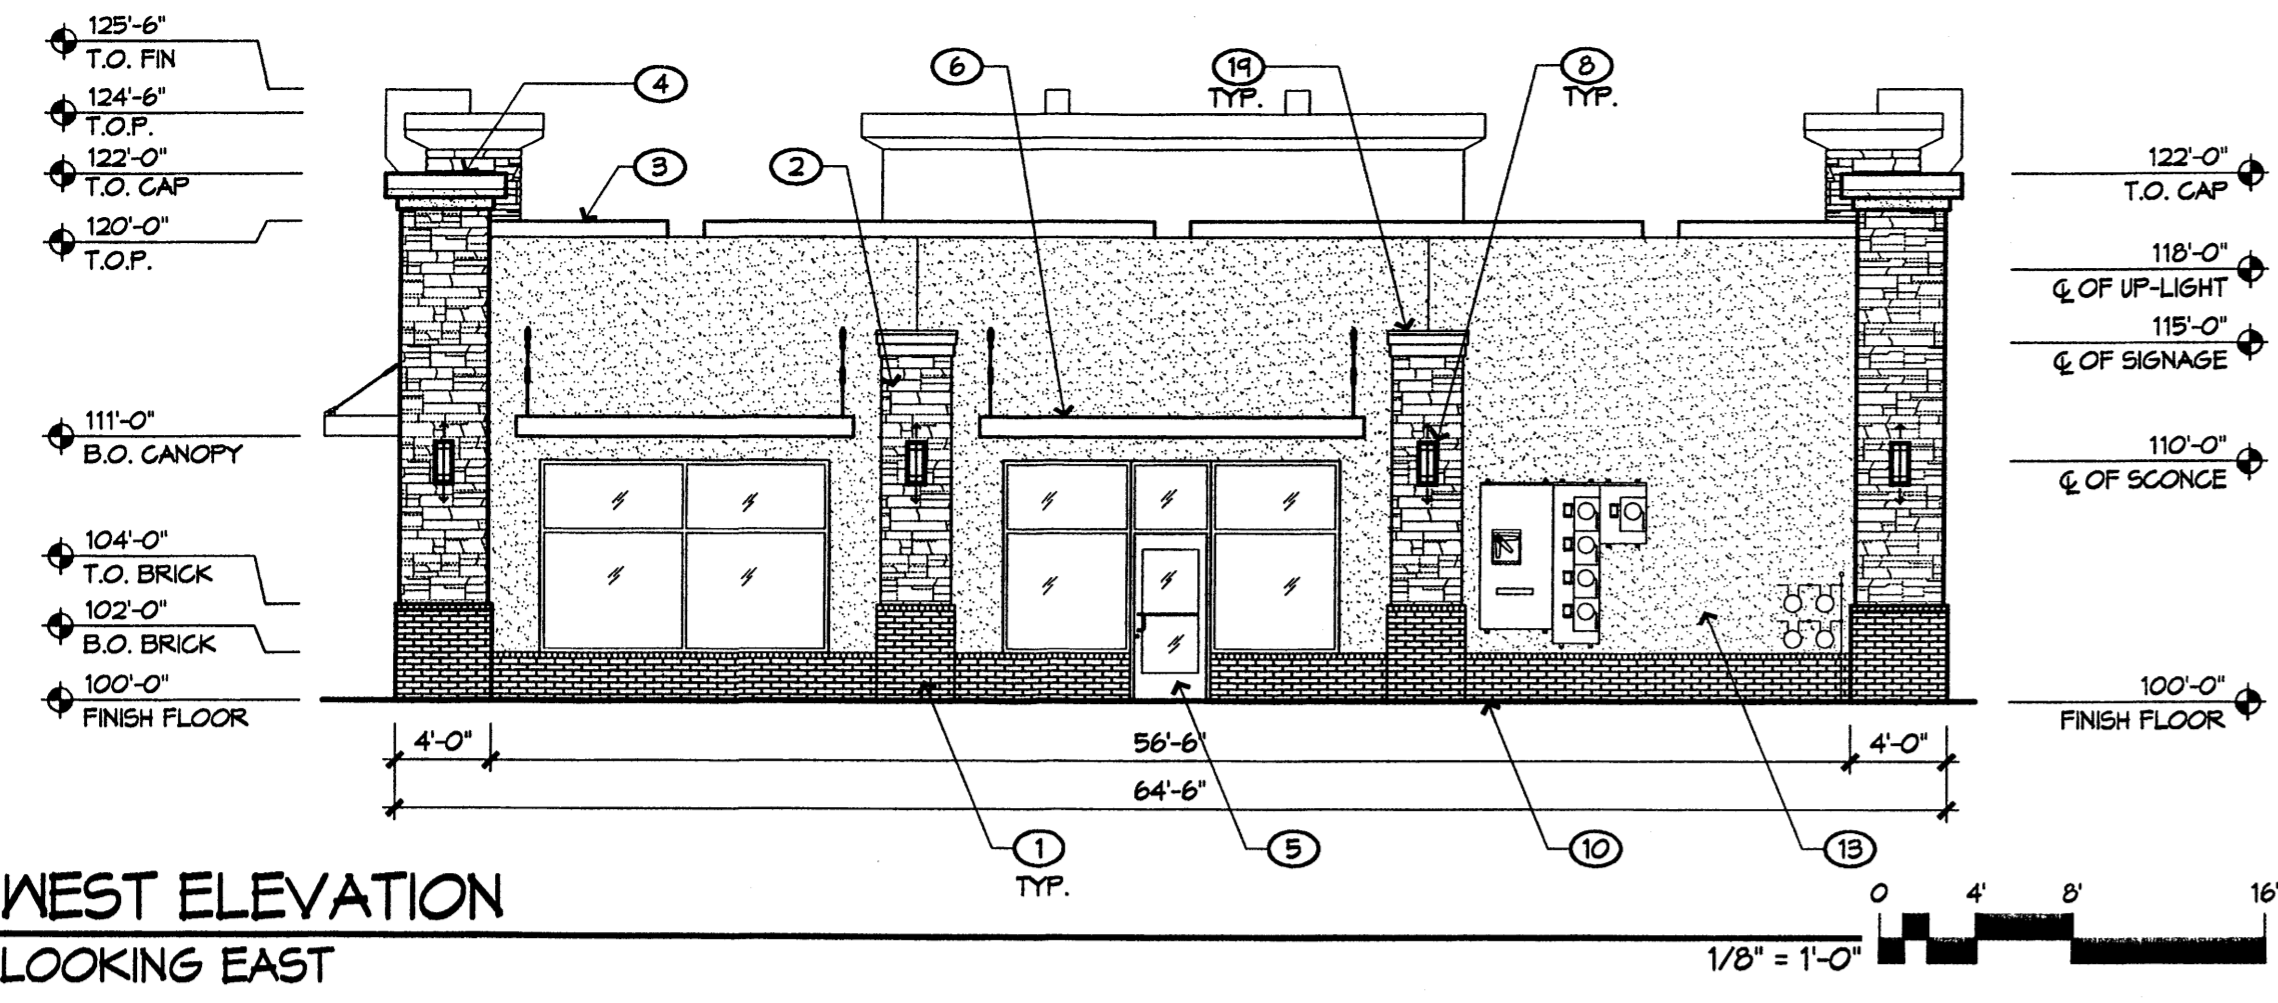 125'-6"
T.O. FIN
124'-6"
T.O.P.
122'-0"
T.O. CAP
120'-0"
T.O.P.
111'-0"
B.O. CANOPY
104'-0"
T.O. BRICK
102'-0"
B.O. BRICK
100'-0"
FINISH FLOOR
4
3
2
6
19
TYP.
8
TYP.
122'-0"
T.O. CAP
118'-0"
℄ OF UP-LIGHT
115'-0"
℄ OF SIGNAGE
110'-0"
℄ OF SCONCE
100'-0"
FINISH FLOOR
4'-0"
56'-6"
4'-0"
64'-6"
1
TYP.
5
10
13
WEST ELEVATION
LOOKING EAST
1/8" = 1'-0"
0 4' 8' 16'